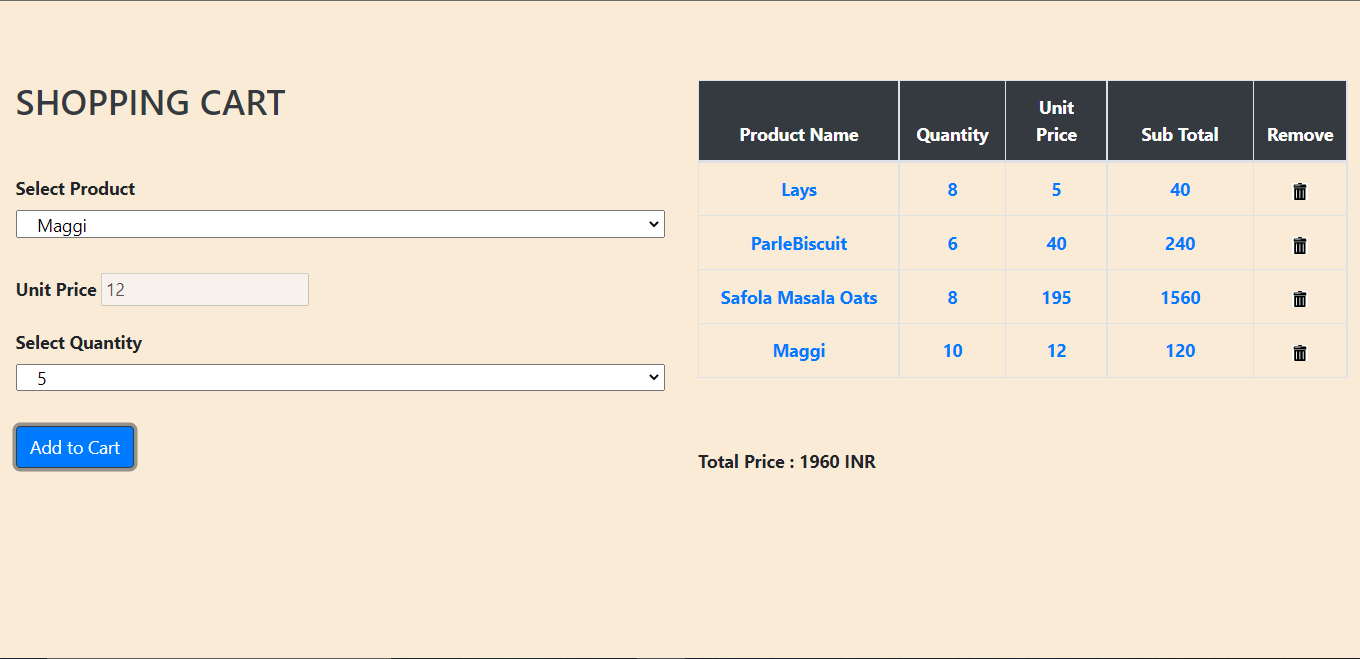 SHOPPING CART
Select Product
Maggi
Unit Price 12
Select Quantity
5
Add to Cart
Product Name Quantity Unit Price Sub Total Remove
Lays 8 5 40
ParleBiscuit 6 40 240
Safola Masala Oats 8 195 1560
Maggi 10 12 120
Total Price : 1960 INR